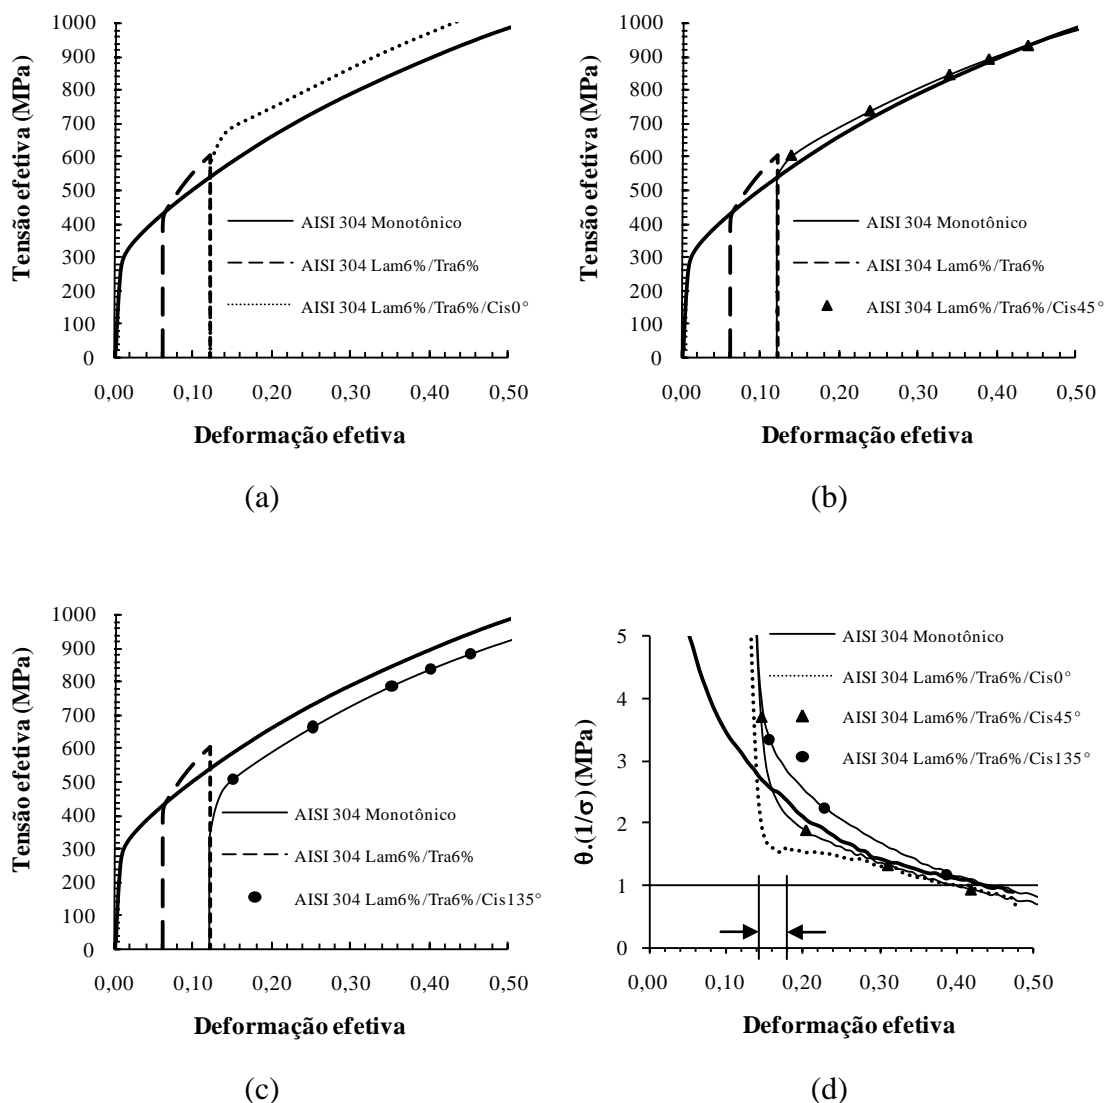 1000
900
800
700
600
500
400
300
200
100
0
Tensão efetiva (MPa)
AISI 304 Monotônico
AISI 304 Lam6%/Tra6%
AISI 304 Lam6%/Tra6%/Cis0°
0,00 0,10 0,20 0,30 0,40 0,50
Deformação efetiva
(a)
1000
900
800
700
600
500
400
300
200
100
0
Tensão efetiva (MPa)
AISI 304 Monotônico
AISI 304 Lam6%/Tra6%
AISI 304 Lam6%/Tra6%/Cis45°
0,00 0,10 0,20 0,30 0,40 0,50
Deformação efetiva
(b)
1000
900
800
700
600
500
400
300
200
100
0
Tensão efetiva (MPa)
AISI 304 Monotônico
AISI 304 Lam6%/Tra6%
AISI 304 Lam6%/Tra6%/Cis135°
0,00 0,10 0,20 0,30 0,40 0,50
Deformação efetiva
(c)
5
4
3
2
1
0
θ.(1/σ) (MPa)
AISI 304 Monotônico
AISI 304 Lam6%/Tra6%/Cis0°
AISI 304 Lam6%/Tra6%/Cis45°
AISI 304 Lam6%/Tra6%/Cis135°
0,00 0,10 0,20 0,30 0,40 0,50
Deformação efetiva
(d)